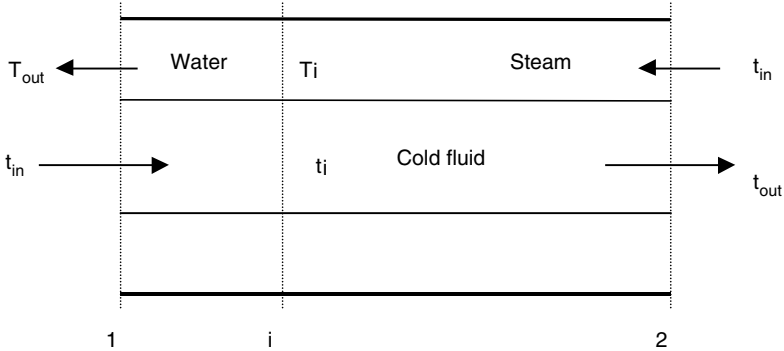 Water
Ti
Steam
T_out
t_in
t_in
ti
Cold fluid
t_out
1
i
2